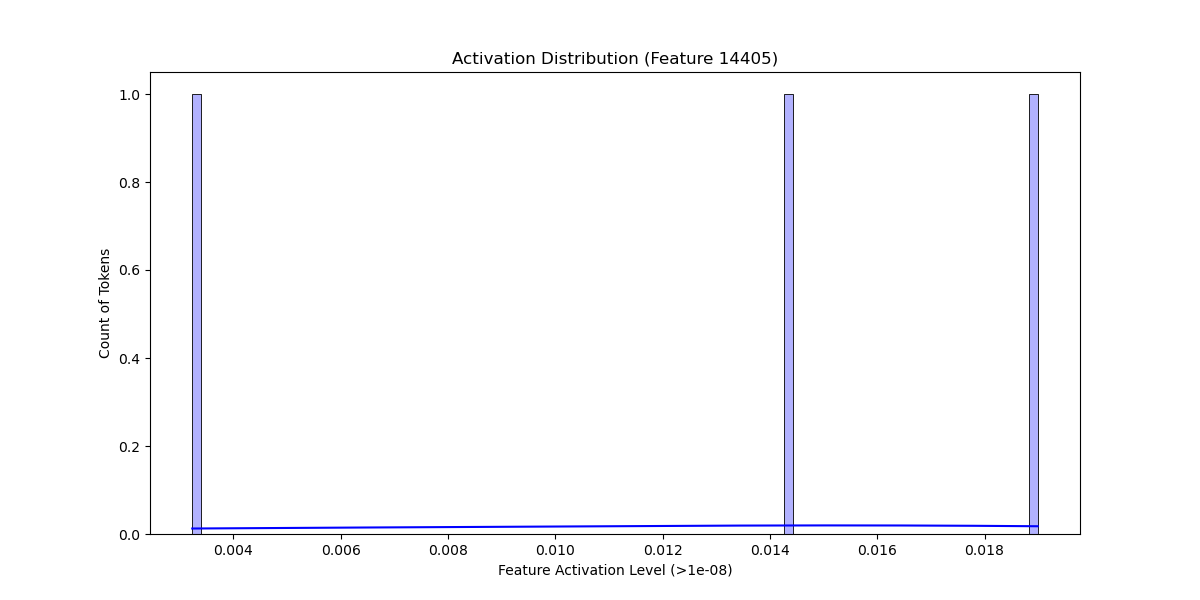 Activation Distribution (Feature 14405)
Count of Tokens
1.0
0.8
0.6
0.4
0.2
0.0
0.004 0.006 0.008 0.010 0.012 0.014 0.016 0.018
Feature Activation Level (>1e-08)